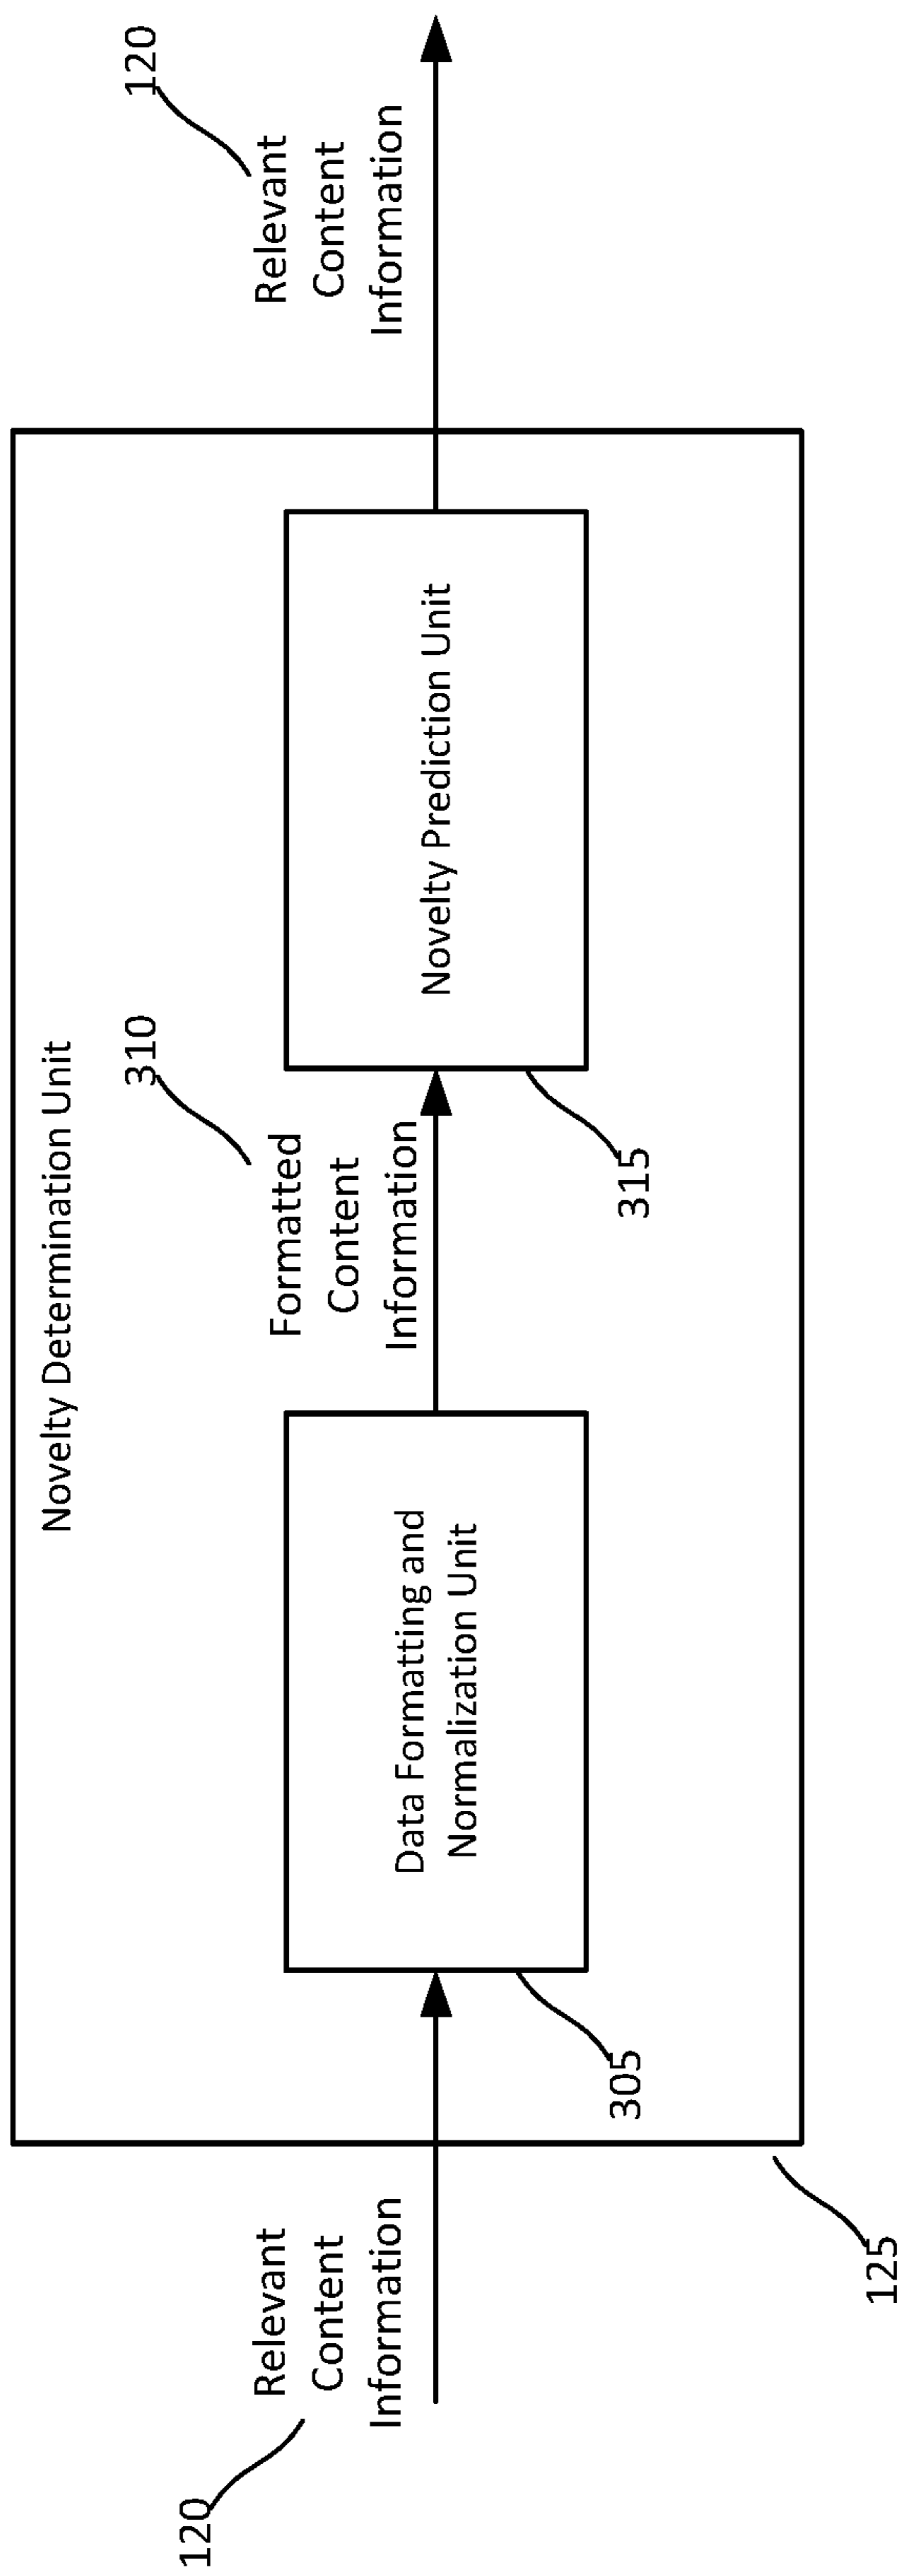 Novelty Determination Unit
120
Relevant
Content
Information
Data Formatting and
Normalization Unit
305
310
Formatted
Content
Information
Novelty Prediction Unit
315
120
Relevant
Content
Information
125